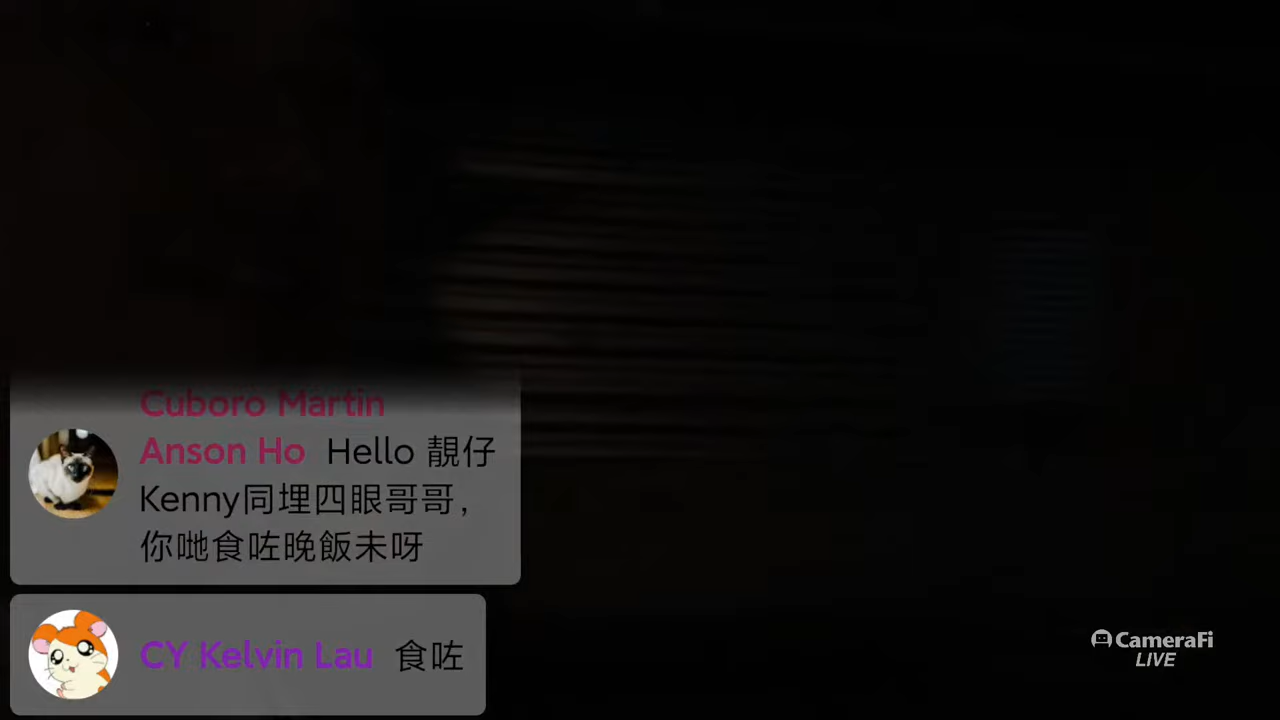 Cuboro Martin
Anson Ho Hello 靚仔
Kenny同埋四眼哥哥，
你哋食咗晚飯未呀
CY Kelvin Lau 食咗
CameraFi
LIVE